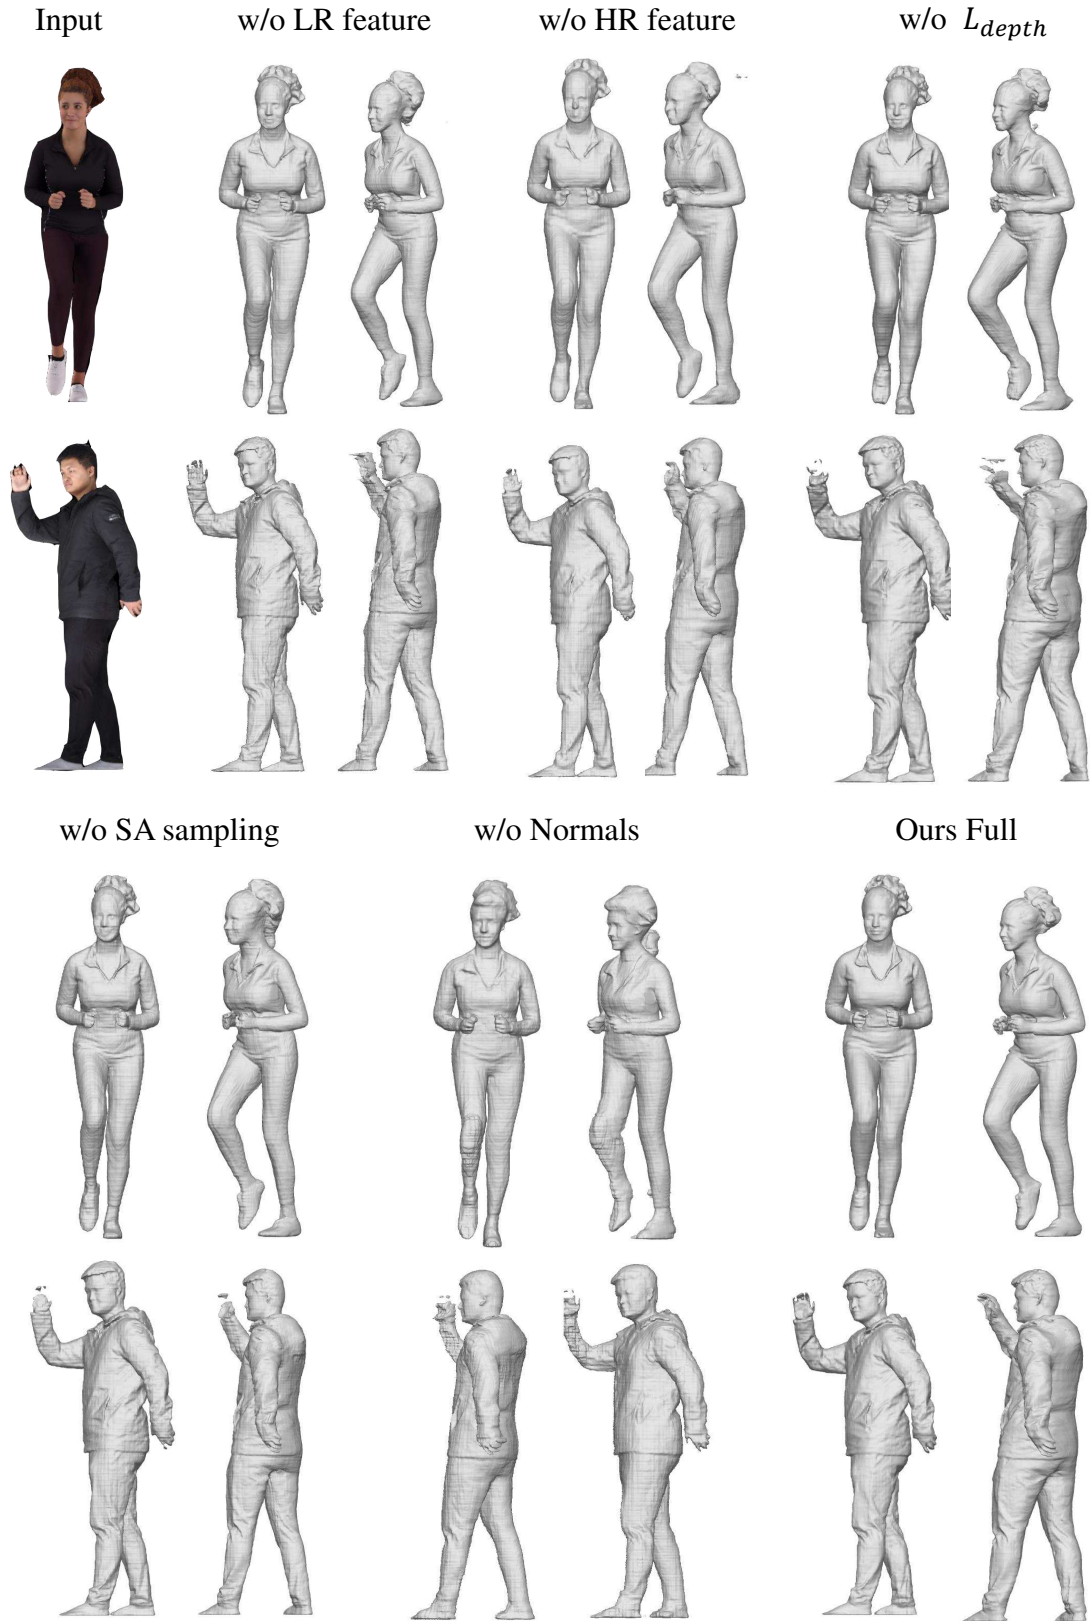 Input
w/o LR feature
w/o HR feature
w/o L_depth
w/o SA sampling
w/o Normals
Ours Full